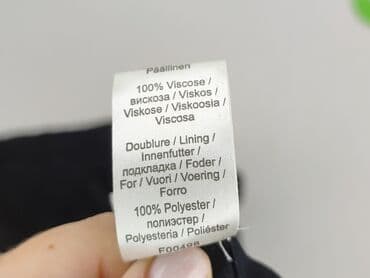 Päällinen
100% Viscose /
вискоза / Viskos /
Viskose / Viskoosia /
Viscosa
Doublure / Lining /
Innenfutter /
подкладка / Foder /
For / Vuori / Voering /
Forro
100% Polyester /
полиэстер /
Polyesteria / Poliéster
F00498